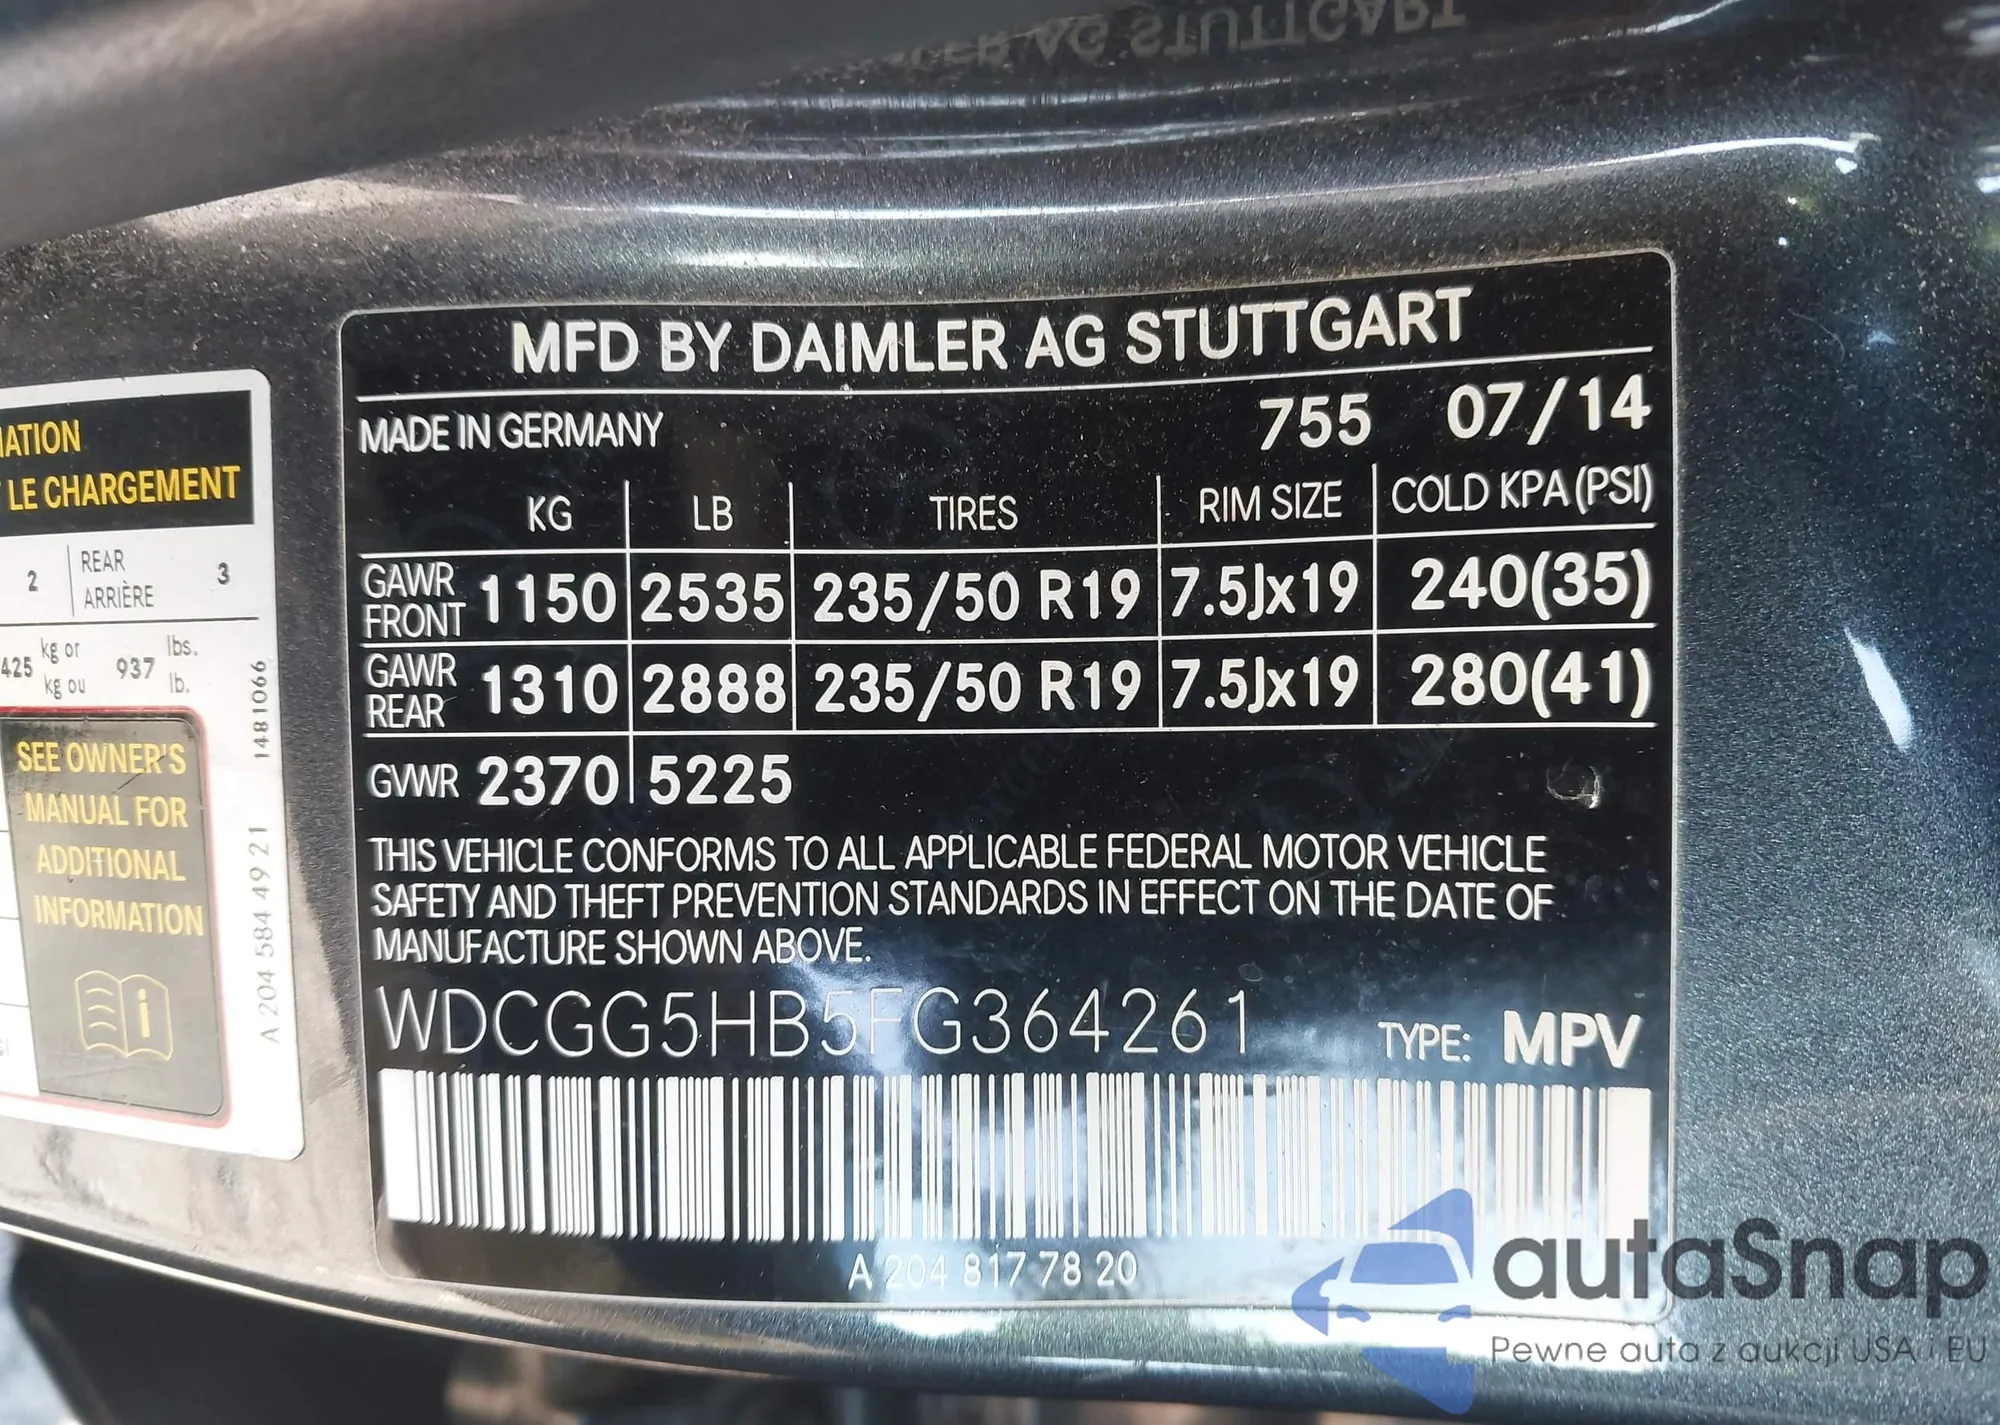 MFD BY DAIMLER AG STUTTGART
MADE IN GERMANY 755 07/14
KG LB TIRES RIM SIZE COLD KPA (PSI)
GAWR FRONT 1150 2535 235/50 R19 7.5Jx19 240(35)
GAWR REAR 1310 2888 235/50 R19 7.5Jx19 280(41)
GVWR 2370 5225
THIS VEHICLE CONFORMS TO ALL APPLICABLE FEDERAL MOTOR VEHICLE
SAFETY AND THEFT PREVENTION STANDARDS IN EFFECT ON THE DATE OF
MANUFACTURE SHOWN ABOVE.
WDCGG5HB5FG364261 TYPE: MPV
A 204 817 78 20
LE CHARGEMENT
2 REAR ARRIÈRE 3
425 kg or kg ou 937 lbs. lb.
SEE OWNER'S
MANUAL FOR
ADDITIONAL
INFORMATION
A 204 584 49 21 1481066
AG STUTTGART
autaSnap
Pewne auta z aukcji USA i EU